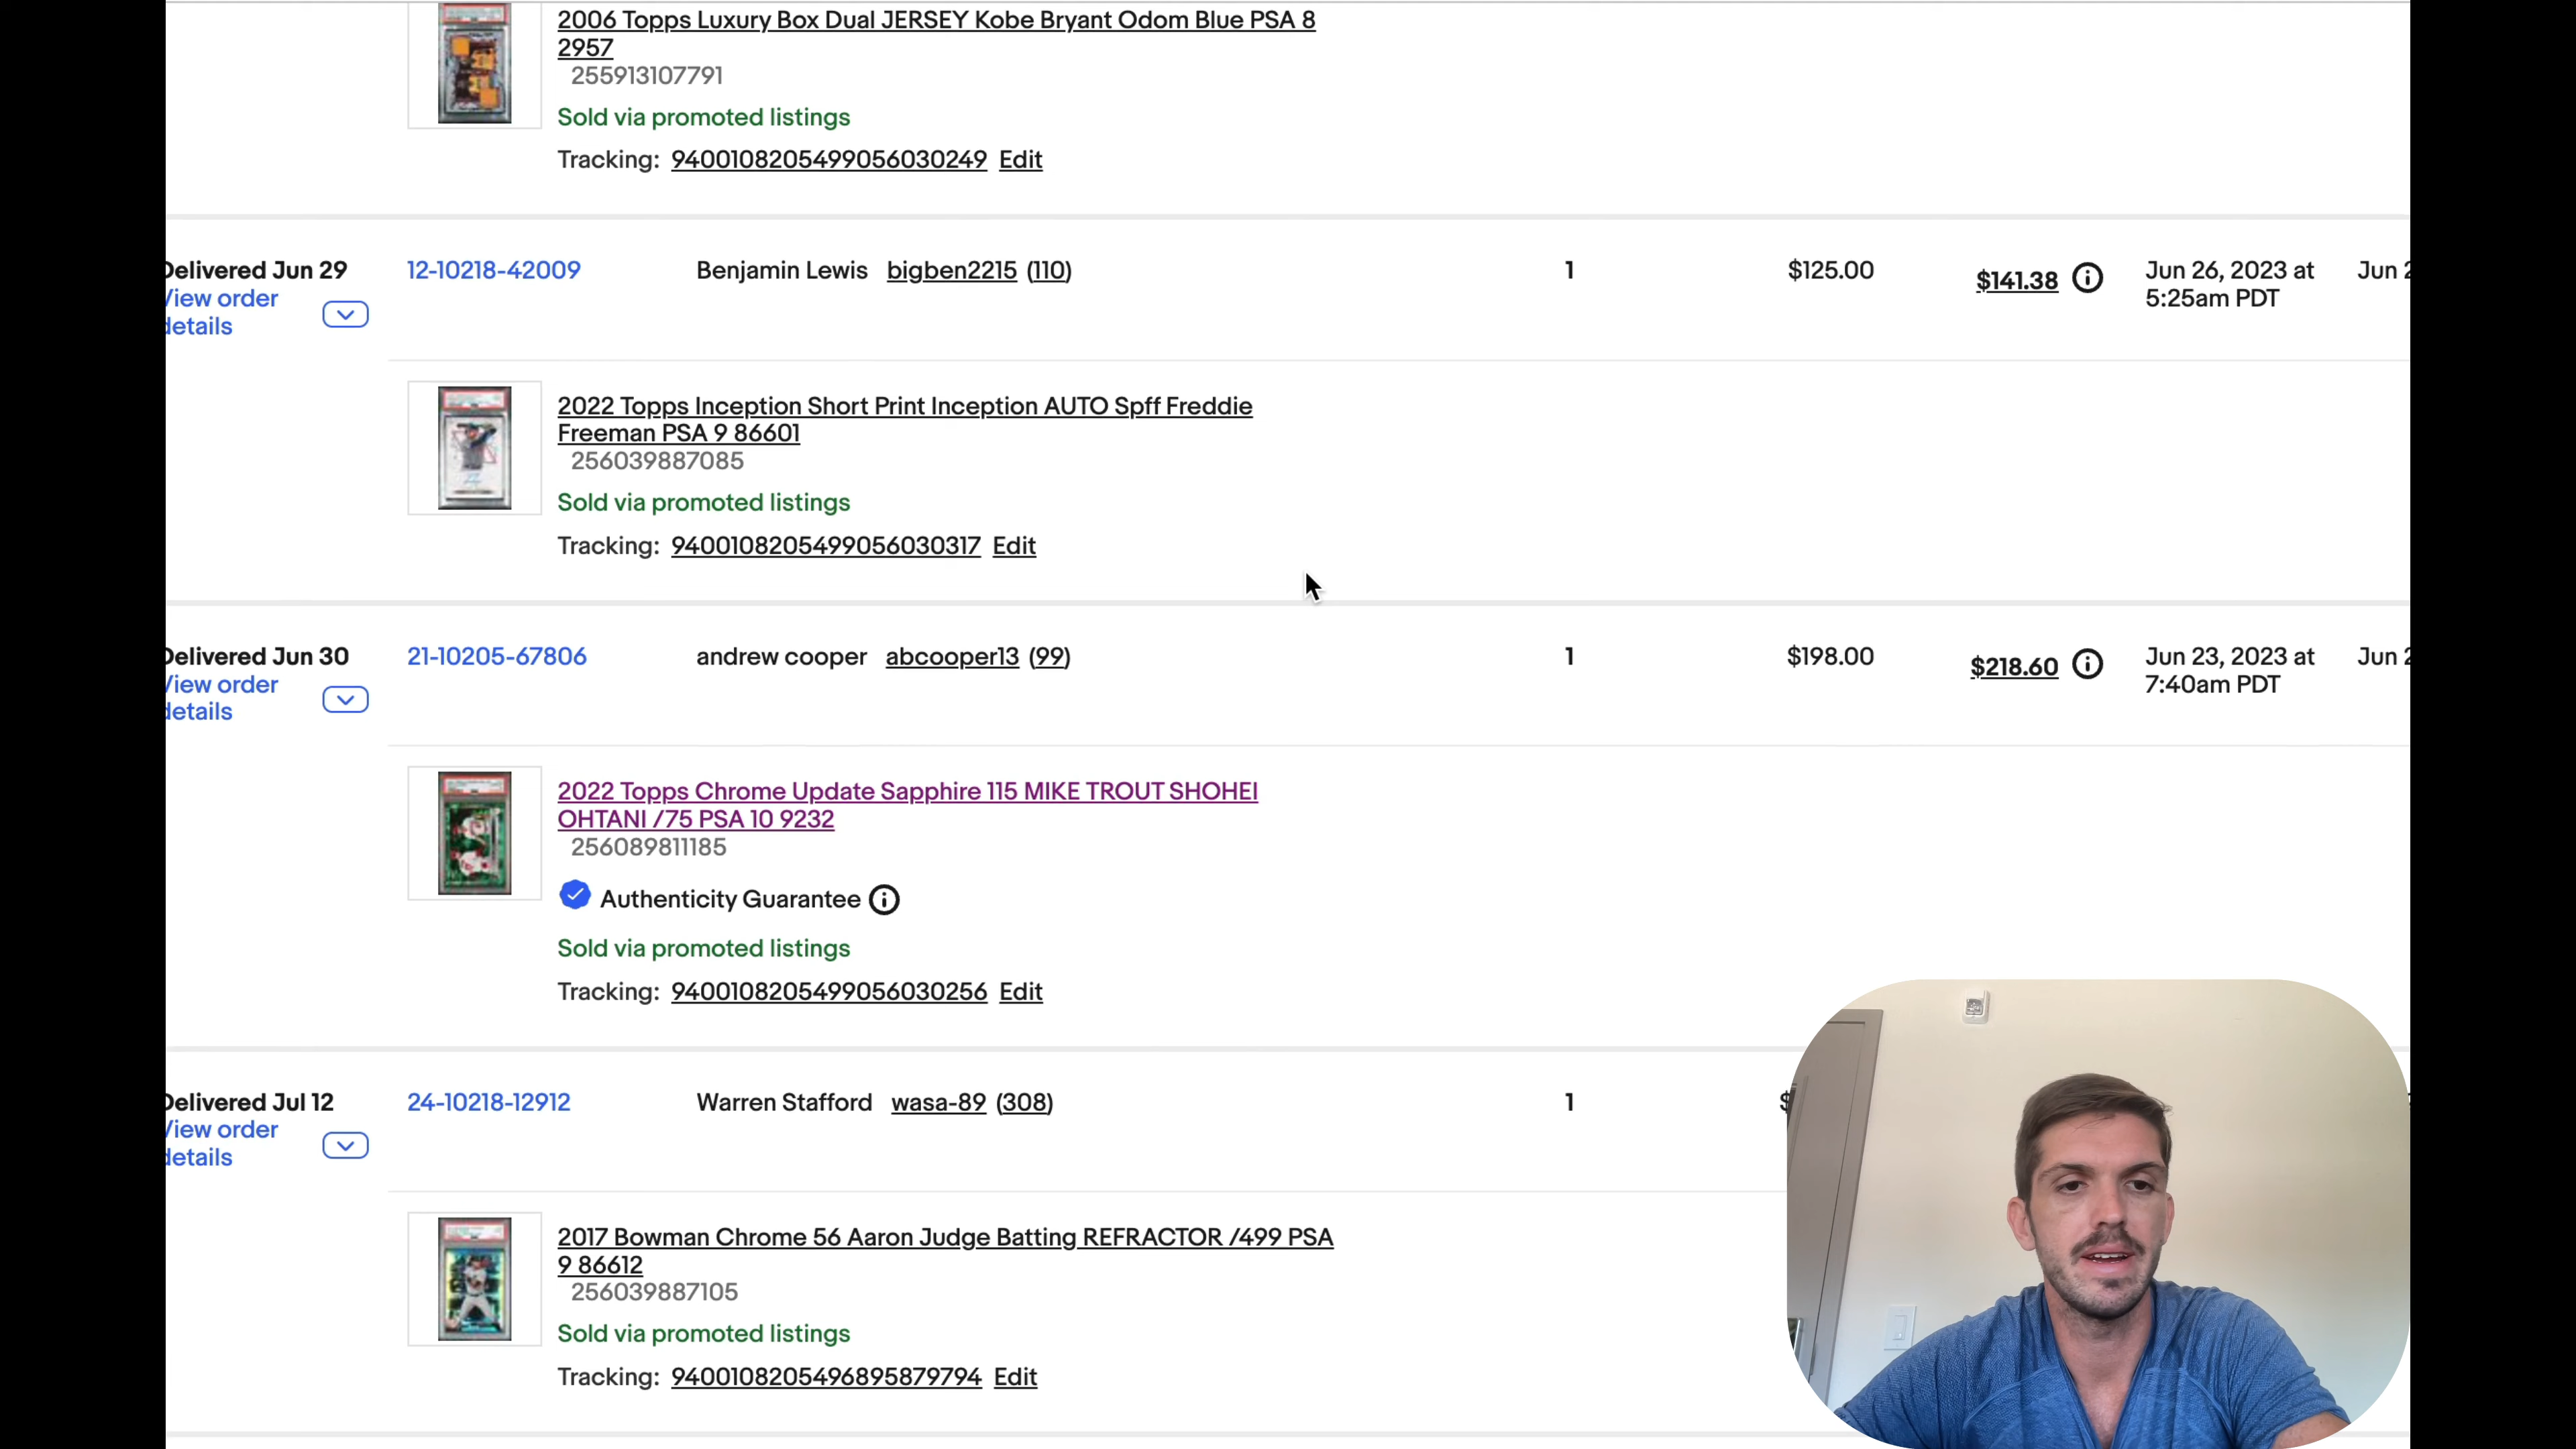 2006 Topps Luxury Box Dual JERSEY Kobe Bryant Odom Blue PSA 8
2957
255913107791
Sold via promoted listings
Tracking: 9400108205499056030249 Edit
Delivered Jun 29 12-10218-42009 Benjamin Lewis bigben2215 (110) 1 $125.00 $141.38 Jun 26, 2023 at Jun 2
View order 5:25am PDT
details
2022 Topps Inception Short Print Inception AUTO Spff Freddie
Freeman PSA 9 86601
256039887085
Sold via promoted listings
Tracking: 9400108205499056030317 Edit
Delivered Jun 30 21-10205-67806 andrew cooper abcooper13 (99) 1 $198.00 $218.60 Jun 23, 2023 at Jun 2
View order 7:40am PDT
details
2022 Topps Chrome Update Sapphire 115 MIKE TROUT SHOHEI
OHTANI /75 PSA 10 9232
256089811185
Authenticity Guarantee
Sold via promoted listings
Tracking: 9400108205499056030256 Edit
Delivered Jul 12 24-10218-12912 Warren Stafford wasa-89 (308) 1 $
View order
details
2017 Bowman Chrome 56 Aaron Judge Batting REFRACTOR /499 PSA
9 86612
256039887105
Sold via promoted listings
Tracking: 9400108205496895879794 Edit